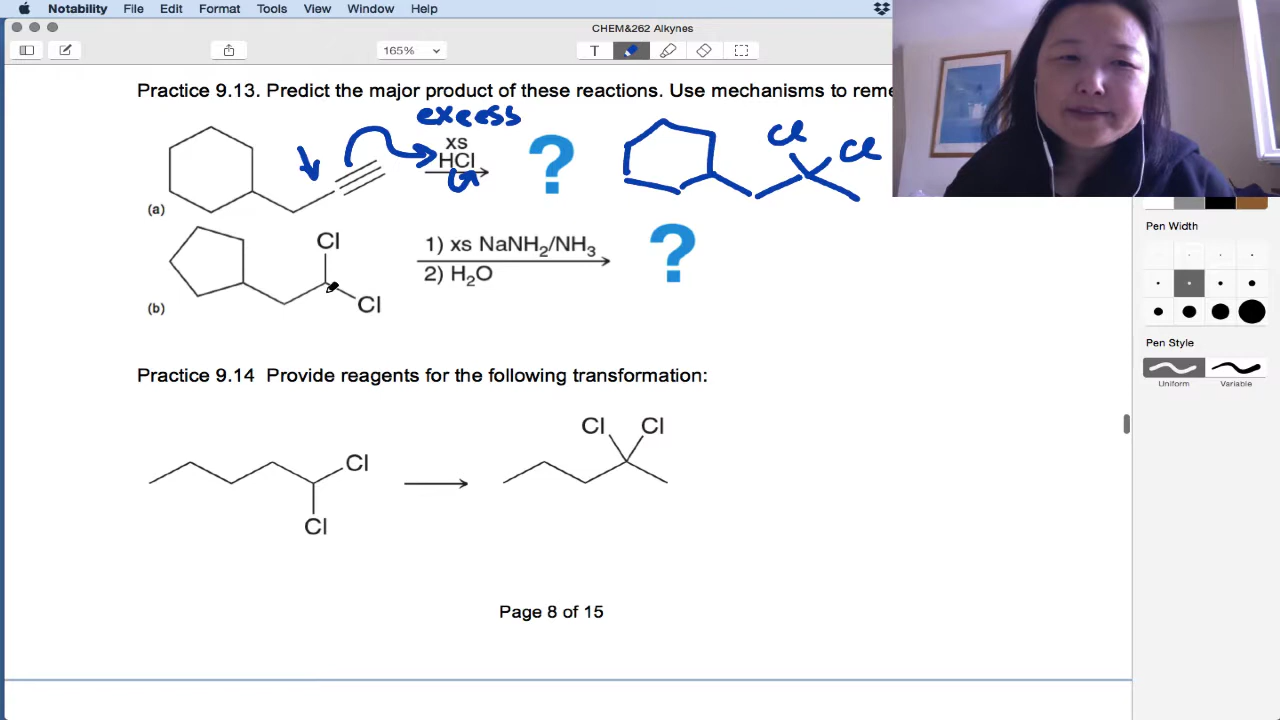 Notability File Edit Format Tools View Window Help
CHEM&262 Alkynes
165%
T
Practice 9.13. Predict the major product of these reactions. Use mechanisms to reme
excess
xs
HCl
?
Cl
Cl
(a)
Cl
Cl
1) xs NaNH₂/NH₃
2) H₂O
?
(b)
Pen Width
Pen Style
Uniform Variable
Practice 9.14 Provide reagents for the following transformation:
Cl
Cl
Cl Cl
Page 8 of 15